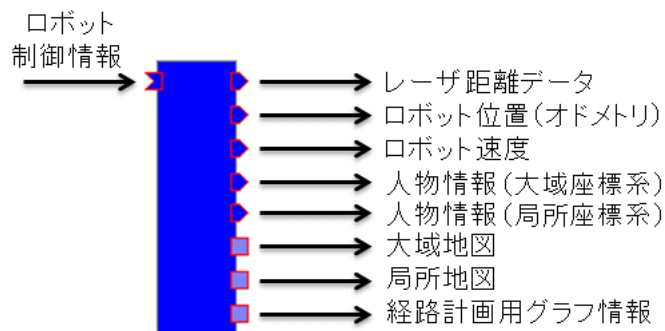 ロボット
制御情報
レーザ距離データ
ロボット位置(オドメトリ)
ロボット速度
人物情報(大域座標系)
人物情報(局所座標系)
大域地図
局所地図
経路計画用グラフ情報